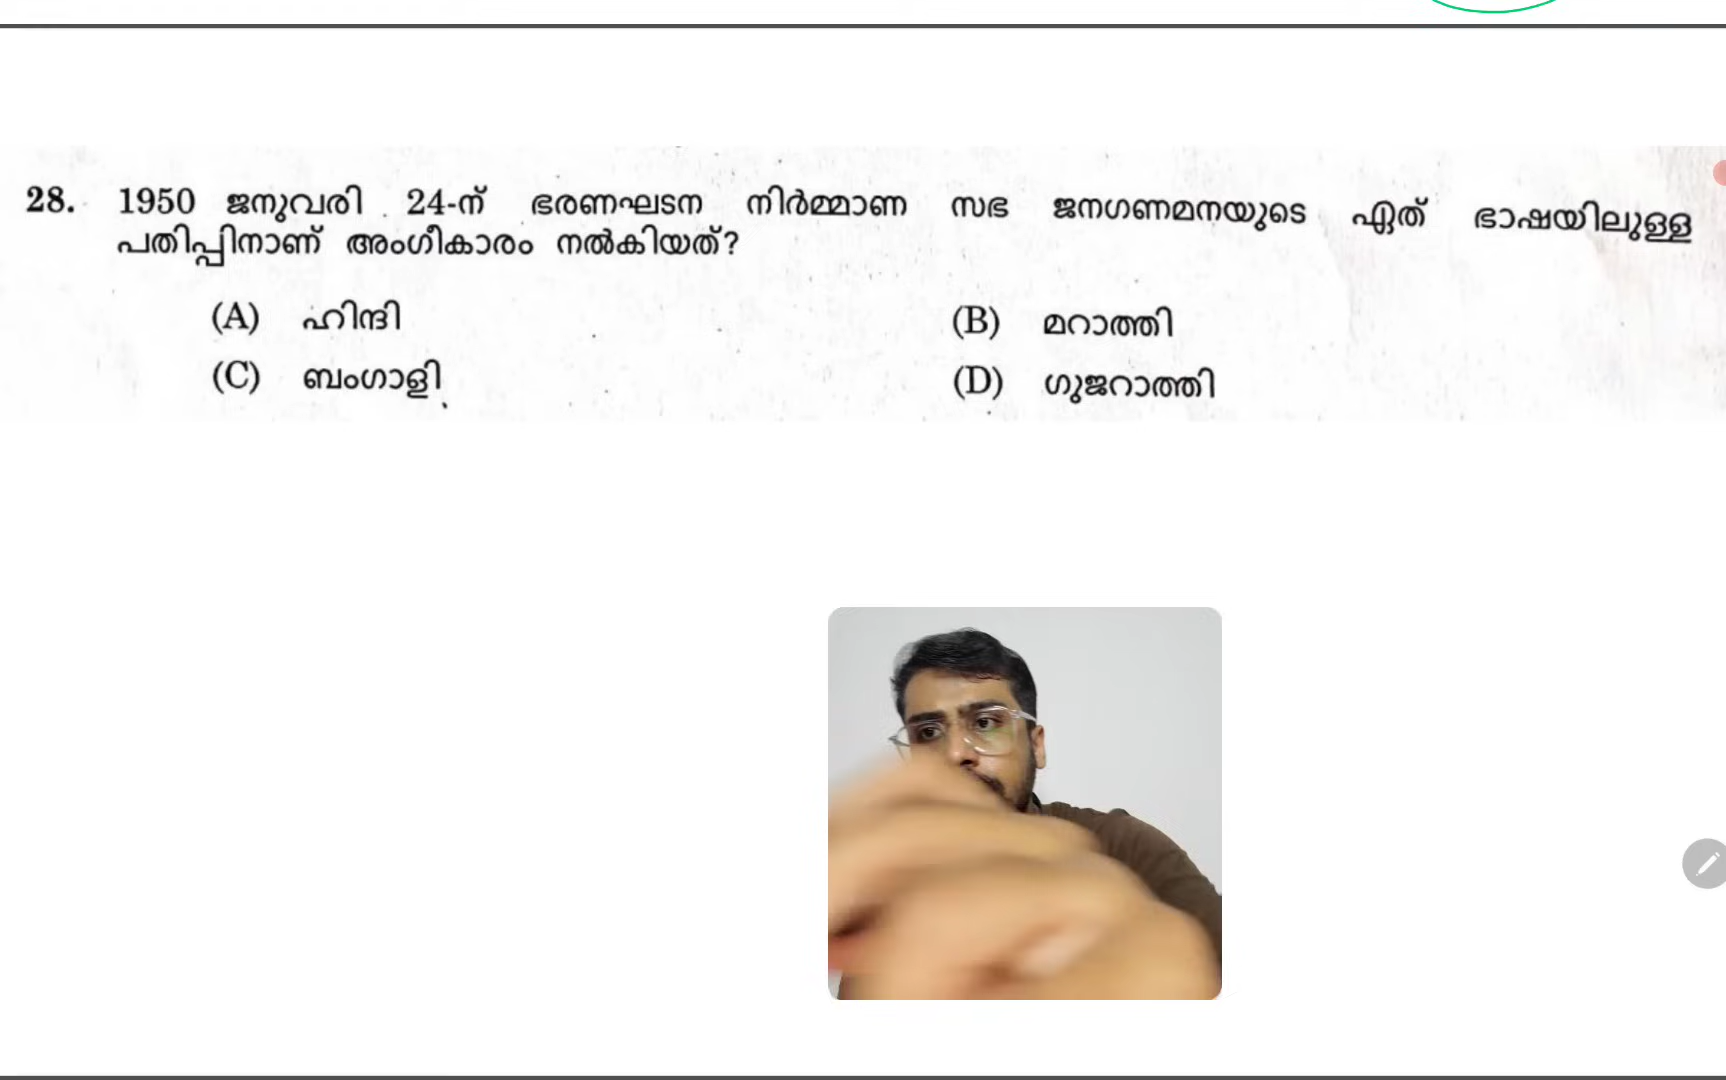 28. 1950 ജനുവരി 24-ന് ഭരണഘടന നിർമ്മാണ സഭ ജനഗണമനയുടെ ഏത് ഭാഷയിലുള്ള
പതിപ്പിനാണ് അംഗീകാരം നൽകിയത്?
(A) ഹിന്ദി (B) മറാത്തി
(C) ബംഗാളി (D) ഗുജറാത്തി